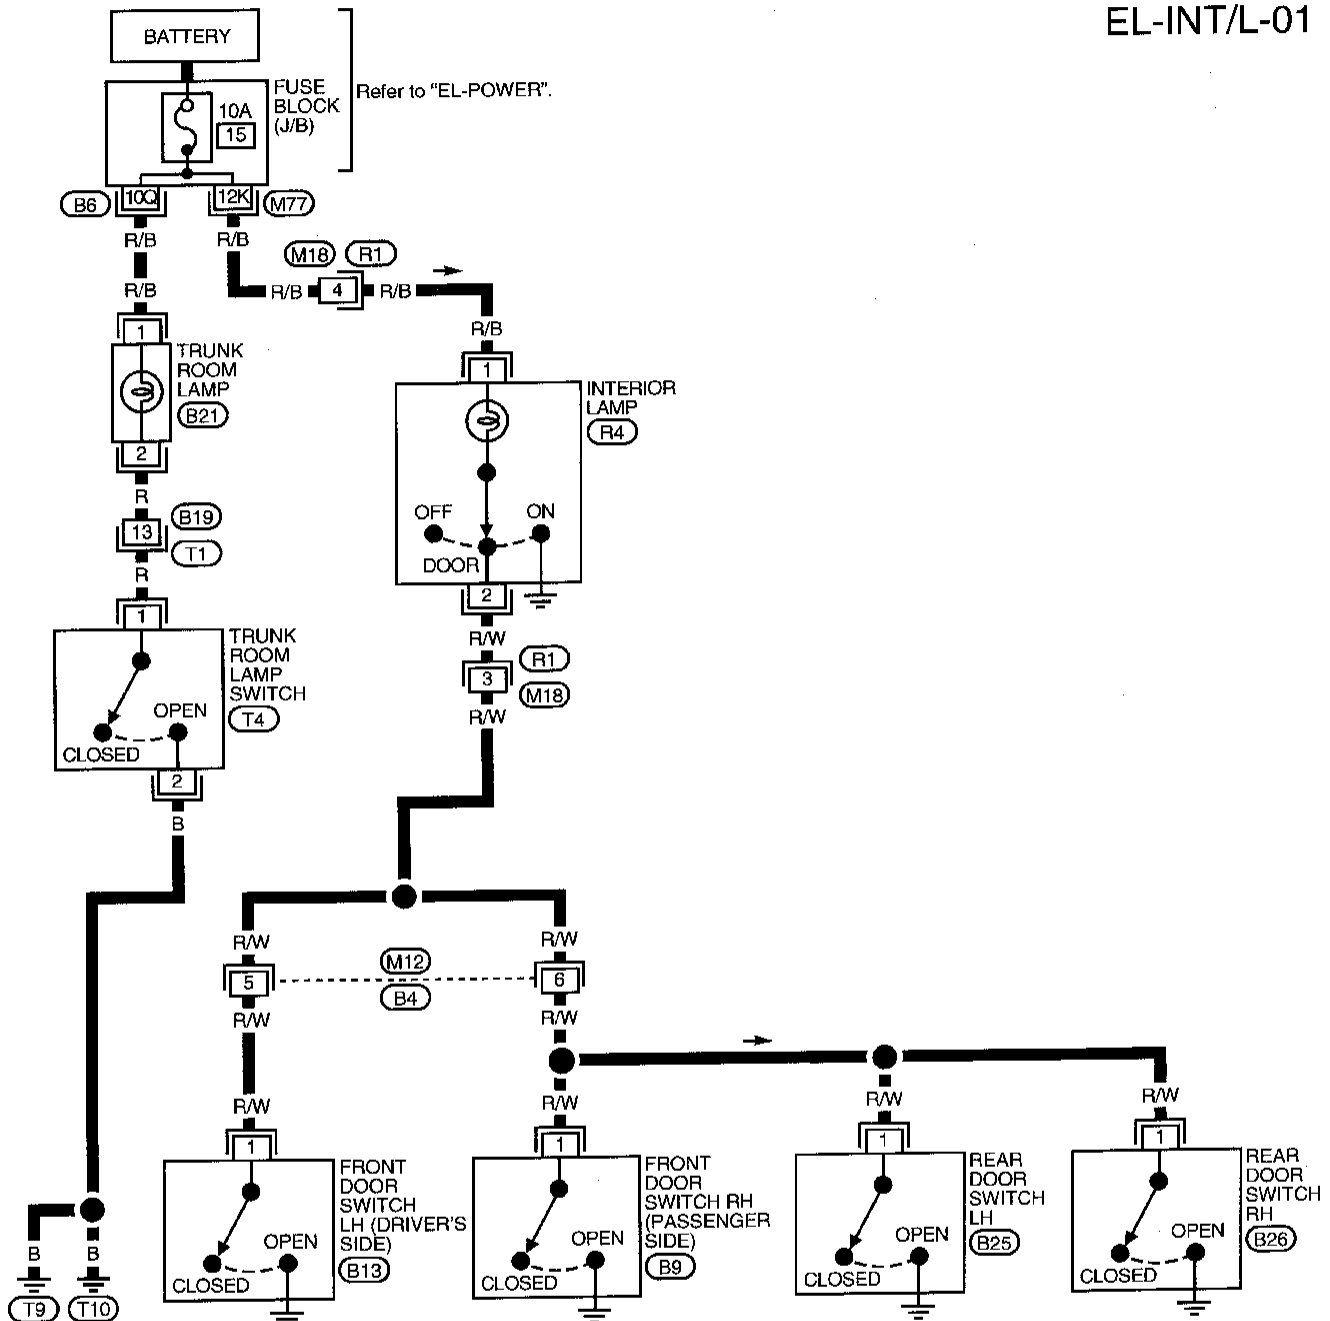 EL-INT/L-01
BATTERY
FUSE
BLOCK
(J/B)
Refer to "EL-POWER".
10A
15
B6
10Q
12K
M77
R/B
R/B
M18
R1
R/B
4
R/B
R/B
R/B
1
TRUNK
ROOM
LAMP
B21
2
1
INTERIOR
LAMP
R4
OFF
ON
DOOR
2
R
B19
13
T1
R
1
R/W
R1
3
M18
R/W
TRUNK
ROOM
LAMP
SWITCH
T4
OPEN
CLOSED
2
B
R/W
R/W
M12
5
6
B4
R/W
R/W
R/W
R/W
R/W
R/W
1
1
1
1
FRONT
DOOR
SWITCH
LH (DRIVER'S
SIDE)
B13
OPEN
CLOSED
FRONT
DOOR
SWITCH RH
(PASSENGER
SIDE)
B9
OPEN
CLOSED
REAR
DOOR
SWITCH
LH
B25
OPEN
CLOSED
REAR
DOOR
SWITCH
RH
B26
OPEN
CLOSED
B
B
T9
T10